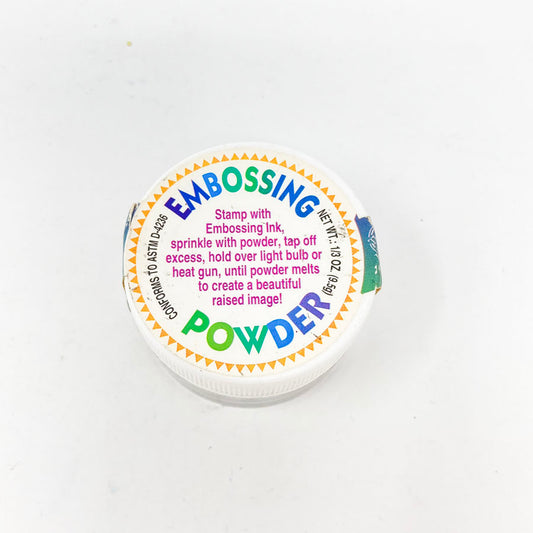 EMBOSSING
Stamp with
Embossing Ink,
sprinkle with powder, tap off
excess, hold over light bulb or
heat gun, until powder melts
to create a beautiful
raised image!
POWDER
CONFORMS TO ASTM D-4236
NET WT.: 1/3 OZ. (9.5g)